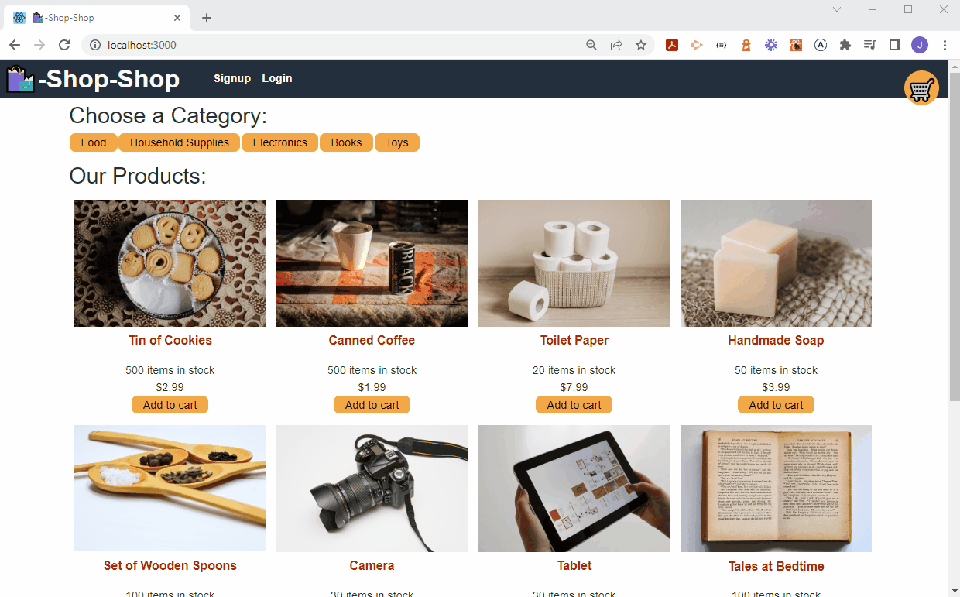 -Shop-Shop
localhost:3000
J
-Shop-Shop
Signup Login
Choose a Category:
Food Household Supplies Electronics Books Toys
Our Products:
Tin of Cookies Canned Coffee Toilet Paper Handmade Soap
500 items in stock 500 items in stock 20 items in stock 50 items in stock
$2.99 $1.99 $7.99 $3.99
Add to cart Add to cart Add to cart Add to cart
Set of Wooden Spoons Camera Tablet Tales at Bedtime
100 items in stock 30 items in stock 30 items in stock 100 items in stock